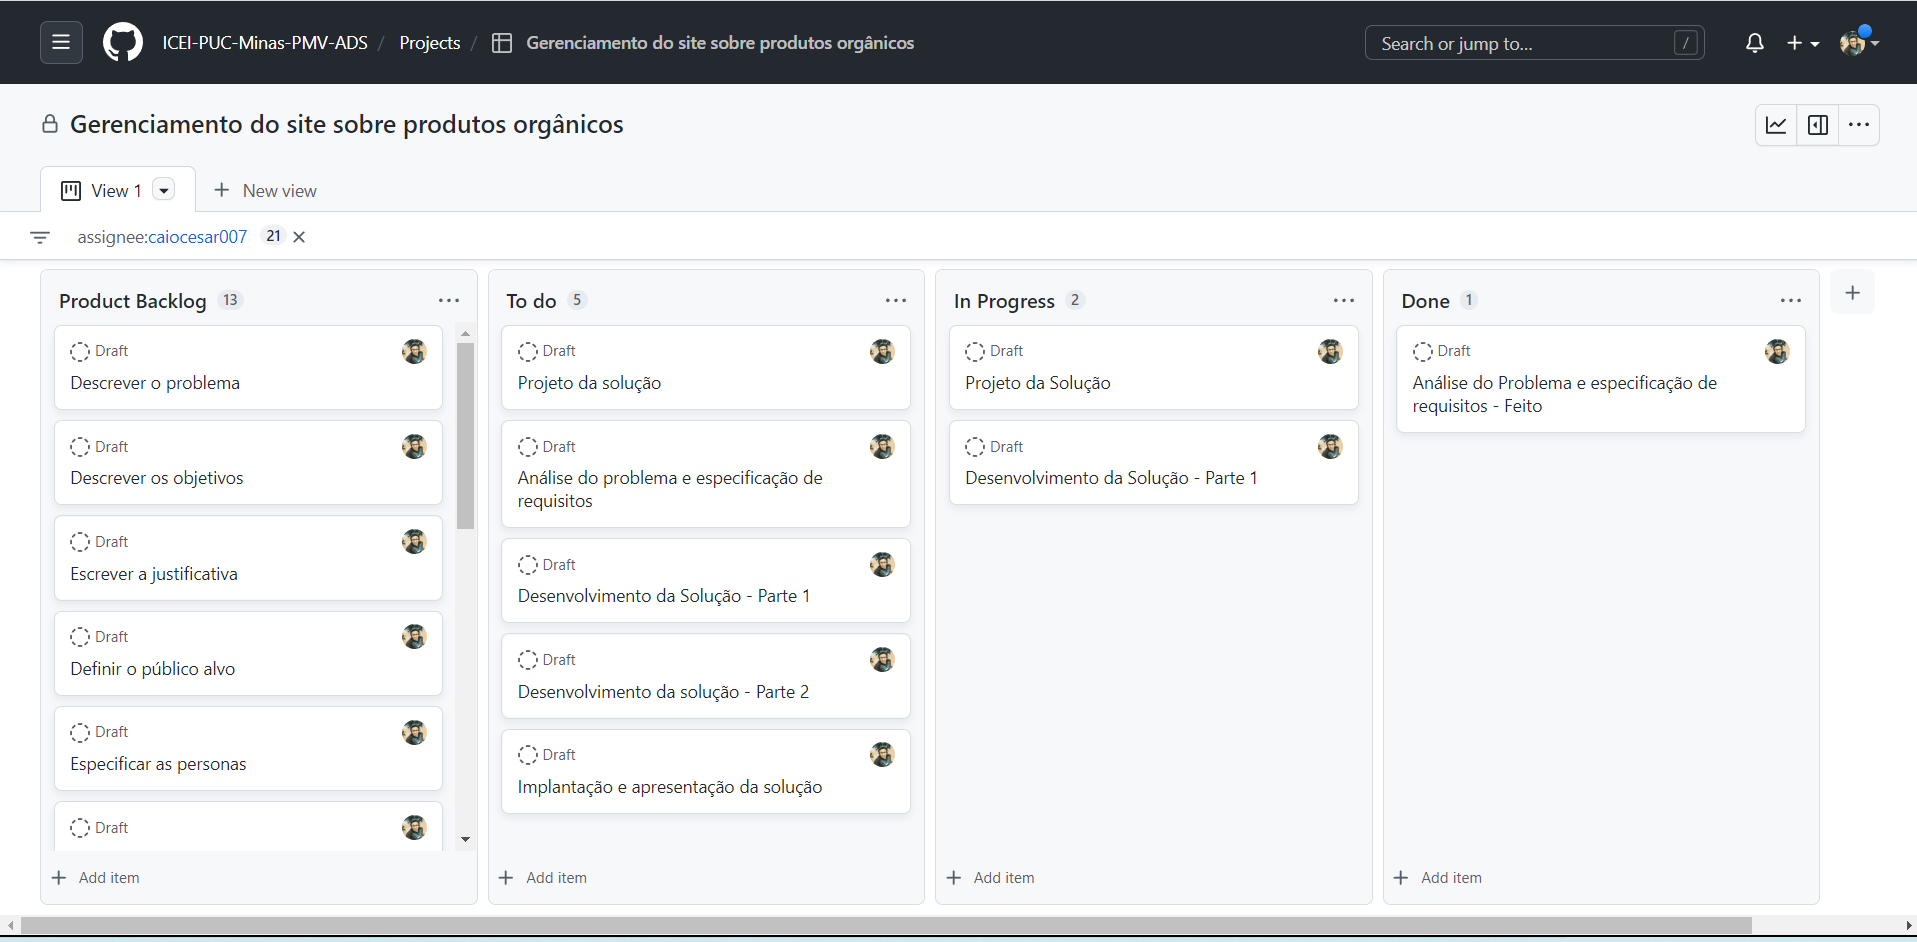 ICEI-PUC-Minas-PMV-ADS / Projects / Gerenciamento do site sobre produtos orgânicos
Search or jump to... /
Gerenciamento do site sobre produtos orgânicos
View 1
New view
assignee:caiocesar007 21
Product Backlog 13
Draft
Descrever o problema
Draft
Descrever os objetivos
Draft
Escrever a justificativa
Draft
Definir o público alvo
Draft
Especificar as personas
Draft
Add item
To do 5
Draft
Projeto da solução
Draft
Análise do problema e especificação de
requisitos
Draft
Desenvolvimento da Solução - Parte 1
Draft
Desenvolvimento da solução - Parte 2
Draft
Implantação e apresentação da solução
Add item
In Progress 2
Draft
Projeto da Solução
Draft
Desenvolvimento da Solução - Parte 1
Add item
Done 1
Draft
Análise do Problema e especificação de
requisitos - Feito
Add item